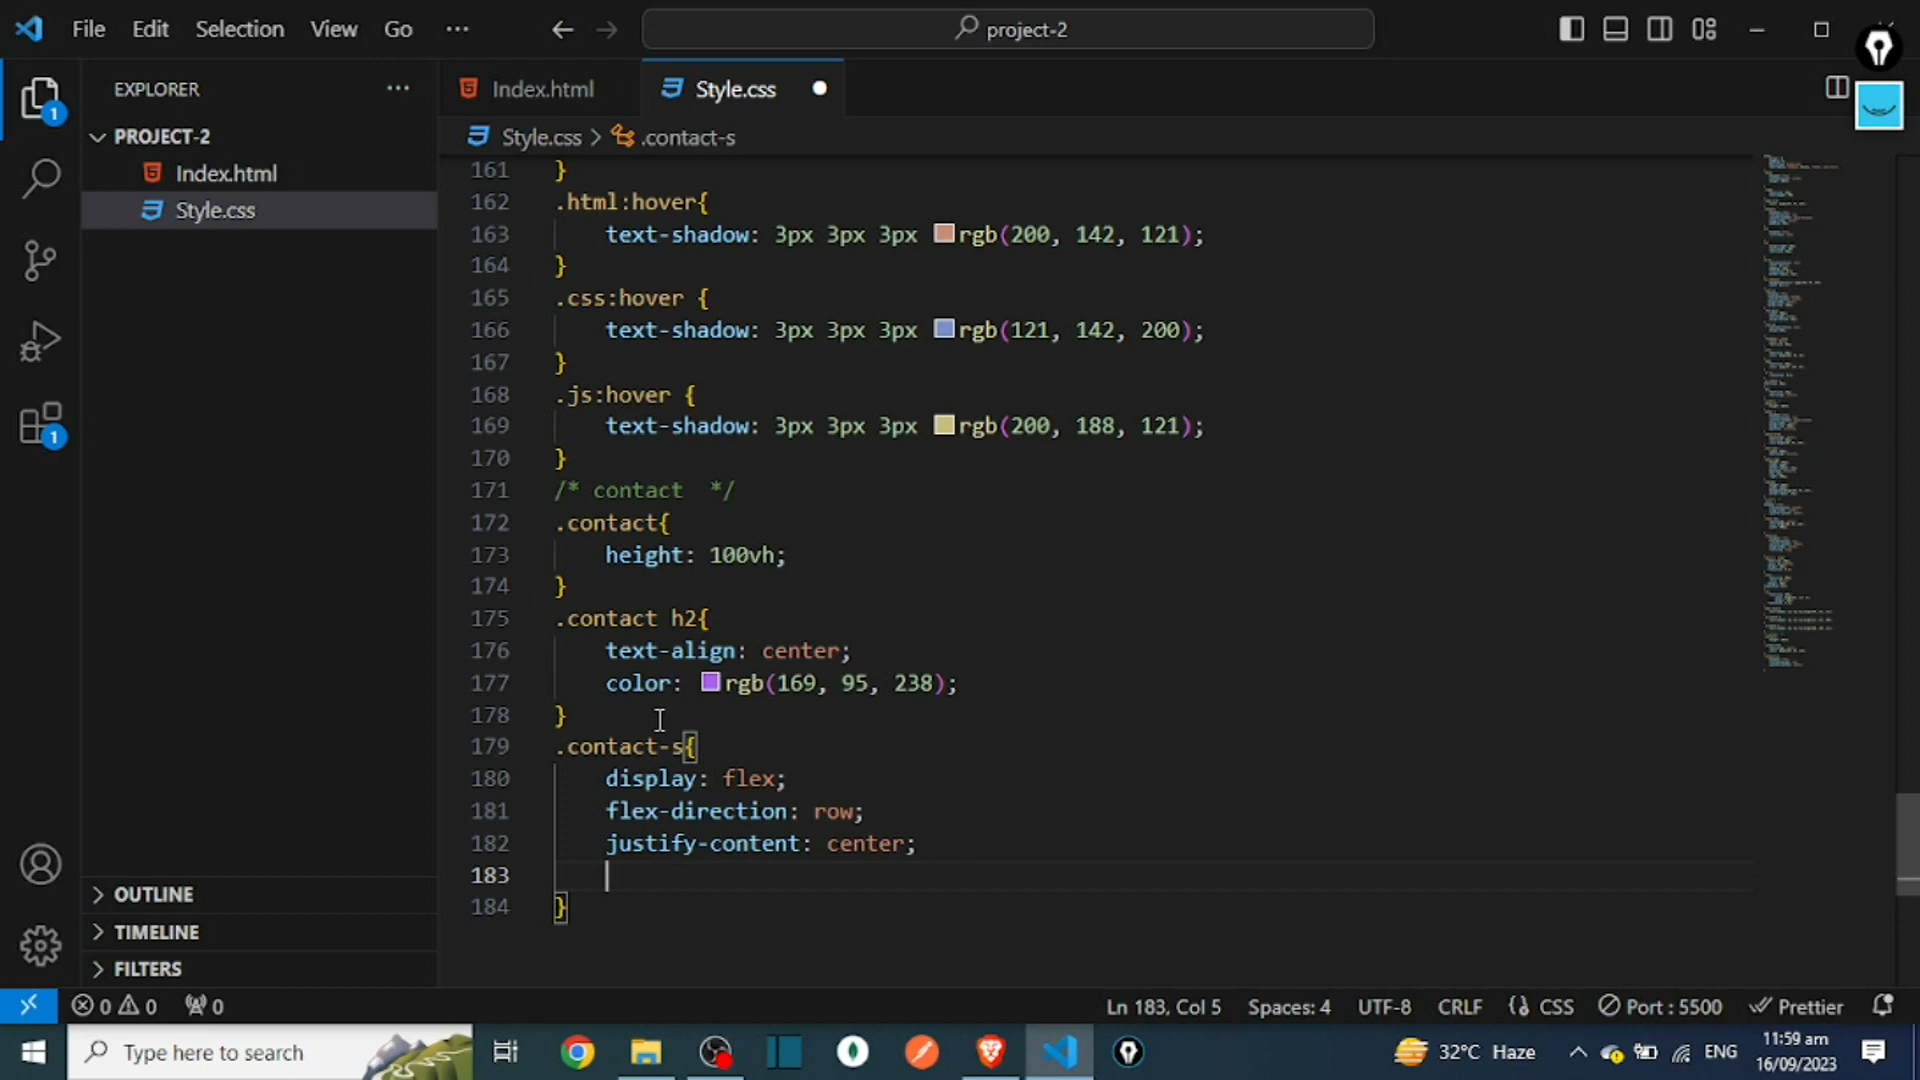 File Edit Selection View Go ···
project-2
EXPLORER ···
Index.html
Style.css
PROJECT-2
Index.html
Style.css
Style.css > .contact-s
1
1
161 }
162 .html:hover{
163 text-shadow: 3px 3px 3px rgb(200, 142, 121);
164 }
165 .css:hover {
166 text-shadow: 3px 3px 3px rgb(121, 142, 200);
167 }
168 .js:hover {
169 text-shadow: 3px 3px 3px rgb(200, 188, 121);
170 }
171 /* contact  */
172 .contact{
173 height: 100vh;
174 }
175 .contact h2{
176 text-align: center;
177 color: rgb(169, 95, 238);
178 }
179 .contact-s{
180 display: flex;
181 flex-direction: row;
182 justify-content: center;
183
184 }
OUTLINE
TIMELINE
FILTERS
0 0 0
Ln 183, Col 5 Spaces: 4 UTF-8 CRLF {} CSS Port : 5500 Prettier
Type here to search
32°C Haze ENG
11:59 am
16/09/2023